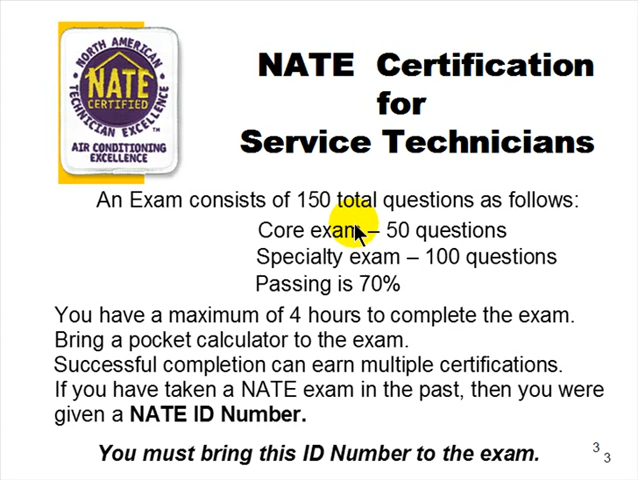 NORTH AMERICAN
NATE
CERTIFIED
TECHNICIAN EXCELLENCE
TM
AIR CONDITIONING
EXCELLENCE
NATE Certification
for
Service Technicians
An Exam consists of 150 total questions as follows:
Core exam – 50 questions
Specialty exam – 100 questions
Passing is 70%
You have a maximum of 4 hours to complete the exam.
Bring a pocket calculator to the exam.
Successful completion can earn multiple certifications.
If you have taken a NATE exam in the past, then you were
given a NATE ID Number.
You must bring this ID Number to the exam.
3
3